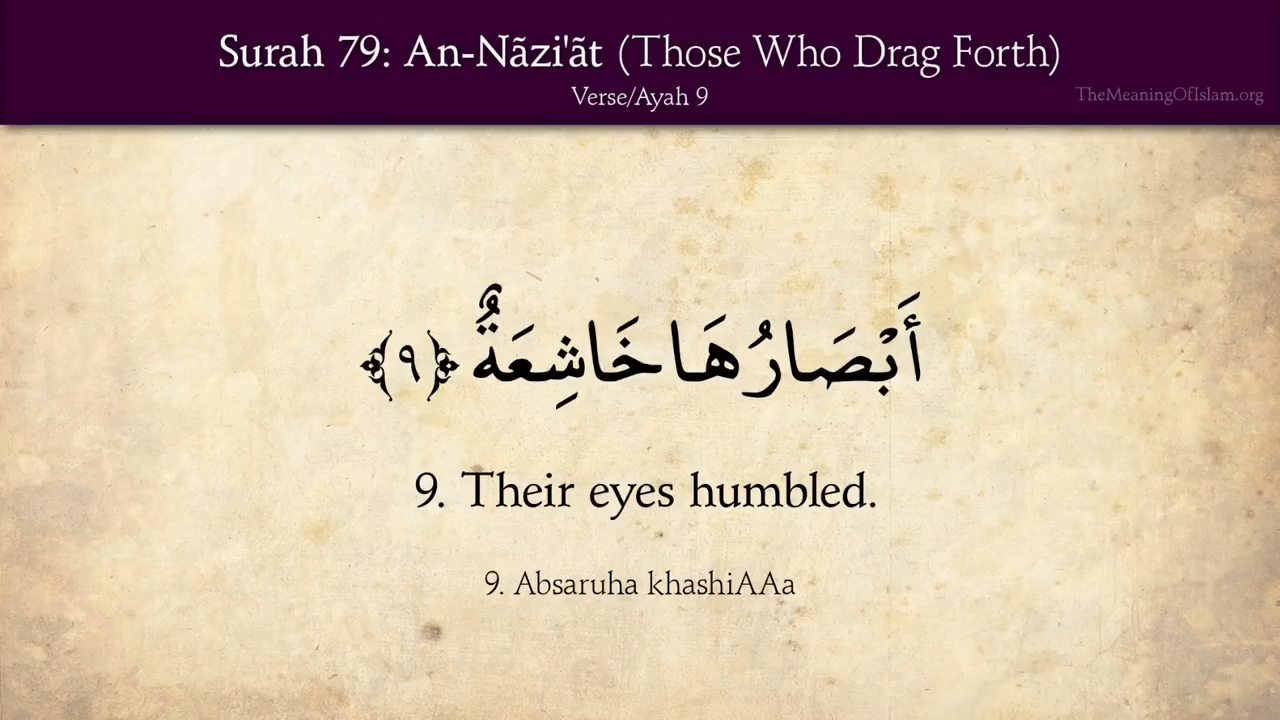 Surah 79: An-Nãzi'ãt (Those Who Drag Forth)
Verse/Ayah 9
TheMeaningOfIslam.org
أَبْصَارُهَا خَاشِعَةٌ ﴿٩﴾
9. Their eyes humbled.
9. Absaruha khashiAAa